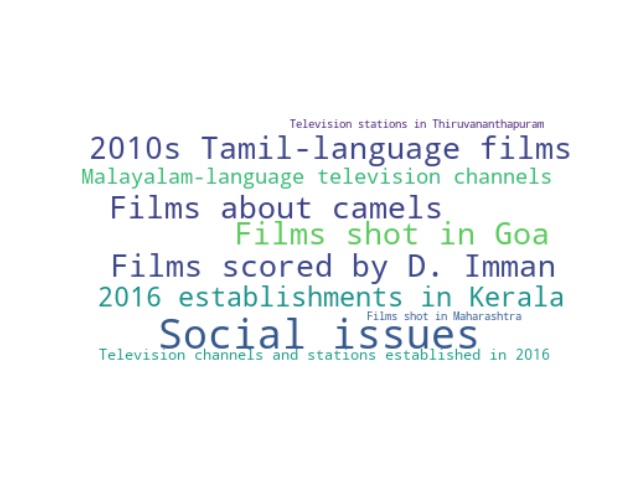 Television stations in Thiruvananthapuram
2010s Tamil-language films
Malayalam-language television channels
Films about camels
Films shot in Goa
Films scored by D. Imman
2016 establishments in Kerala
Films shot in Maharashtra
Social issues
Television channels and stations established in 2016